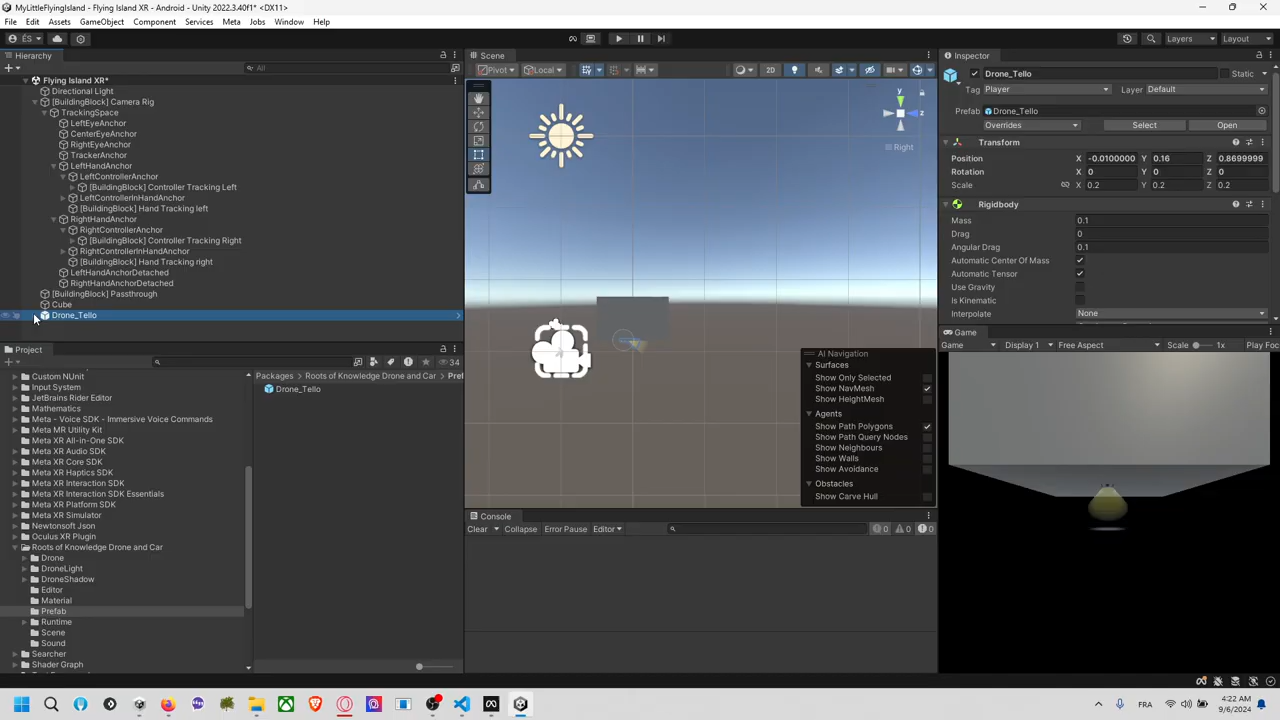 MyLittleFlyingIsland - Flying Island XR* - Android - Unity 2022.3.40f1* <DX11>
File Edit Assets GameObject Component Services Meta Jobs Window Help
ÉS
Layers Layout
Hierarchy
All
Flying Island XR*
Directional Light
[BuildingBlock] Camera Rig
TrackingSpace
LeftEyeAnchor
CenterEyeAnchor
RightEyeAnchor
TrackerAnchor
LeftHandAnchor
LeftControllerAnchor
[BuildingBlock] Controller Tracking Left
LeftControllerInHandAnchor
[BuildingBlock] Hand Tracking left
RightHandAnchor
RightControllerAnchor
[BuildingBlock] Controller Tracking Right
RightControllerInHandAnchor
[BuildingBlock] Hand Tracking right
LeftHandAnchorDetached
RightHandAnchorDetached
[BuildingBlock] Passthrough
Cube
Drone_Tello
Project
34
Custom NUnit
Input System
JetBrains Rider Editor
Mathematics
Meta - Voice SDK - Immersive Voice Commands
Meta MR Utility Kit
Meta XR All-in-One SDK
Meta XR Audio SDK
Meta XR Core SDK
Meta XR Haptics SDK
Meta XR Interaction SDK
Meta XR Interaction SDK Essentials
Meta XR Platform SDK
Meta XR Simulator
Newtonsoft Json
Oculus XR Plugin
Roots of Knowledge Drone and Car
Drone
DroneLight
DroneShadow
Editor
Material
Prefab
Runtime
Scene
Sound
Searcher
Shader Graph
Packages Roots of Knowledge Drone and Car Pref
Drone_Tello
Scene
Pivot Local 2D
y
z
Right
AI Navigation
Surfaces
Show Only Selected
Show NavMesh
Show HeightMesh
Agents
Show Path Polygons
Show Path Query Nodes
Show Neighbours
Show Walls
Show Avoidance
Obstacles
Show Carve Hull
Console
Clear Collapse Error Pause Editor 0 0 0
Inspector
Drone_Tello Static
Tag Player Layer Default
Prefab Drone_Tello
Overrides Select Open
Transform
Position X -0.0100000 Y 0.16 Z 0.8699999
Rotation X 0 Y 0 Z 0
Scale X 0.2 Y 0.2 Z 0.2
Rigidbody
Mass 0.1
Drag 0
Angular Drag 0.1
Automatic Center Of Mass
Automatic Tensor
Use Gravity
Is Kinematic
Interpolate None
Game
Game Display 1 Free Aspect Scale 1x Play Foc
FRA
4:22 AM
9/6/2024